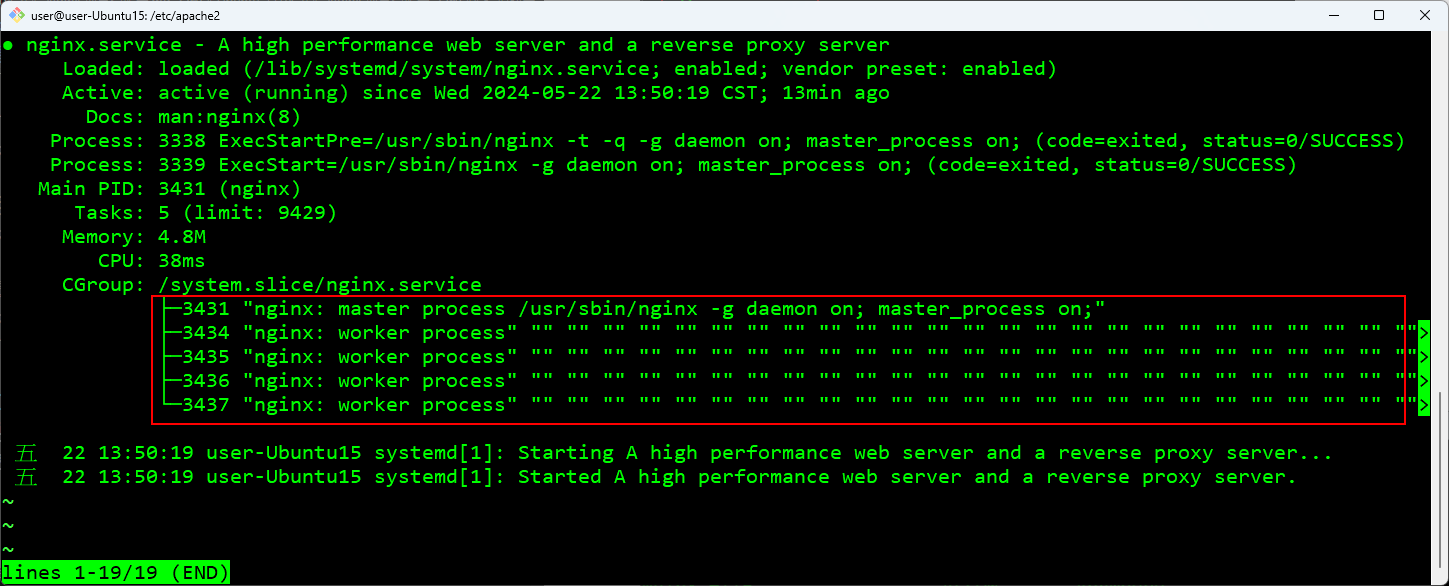 user@user-Ubuntu15: /etc/apache2
● nginx.service - A high performance web server and a reverse proxy server
Loaded: loaded (/lib/systemd/system/nginx.service; enabled; vendor preset: enabled)
Active: active (running) since Wed 2024-05-22 13:50:19 CST; 13min ago
Docs: man:nginx(8)
Process: 3338 ExecStartPre=/usr/sbin/nginx -t -q -g daemon on; master_process on; (code=exited, status=0/SUCCESS)
Process: 3339 ExecStart=/usr/sbin/nginx -g daemon on; master_process on; (code=exited, status=0/SUCCESS)
Main PID: 3431 (nginx)
Tasks: 5 (limit: 9429)
Memory: 4.8M
CPU: 38ms
CGroup: /system.slice/nginx.service
├─3431 "nginx: master process /usr/sbin/nginx -g daemon on; master_process on;"
├─3434 "nginx: worker process" "" "" "" "" "" "" "" "" "" "" "" "" "" "" "" "" "" "" "" "" "" "" "" "" "">
├─3435 "nginx: worker process" "" "" "" "" "" "" "" "" "" "" "" "" "" "" "" "" "" "" "" "" "" "" "" "" "">
├─3436 "nginx: worker process" "" "" "" "" "" "" "" "" "" "" "" "" "" "" "" "" "" "" "" "" "" "" "" "" "">
└─3437 "nginx: worker process" "" "" "" "" "" "" "" "" "" "" "" "" "" "" "" "" "" "" "" "" "" "" "" "" "">
五 22 13:50:19 user-Ubuntu15 systemd[1]: Starting A high performance web server and a reverse proxy server...
五 22 13:50:19 user-Ubuntu15 systemd[1]: Started A high performance web server and a reverse proxy server.
~
~
~
lines 1-19/19 (END)